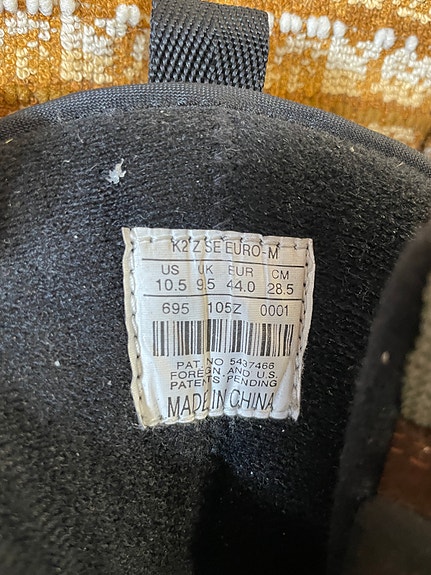 K2 Z SE EURO-M
US UK EUR CM
10.5 9.5 44.0 28.5
695 105Z 0001
PAT. NO 5437466
FOREIGN AND U.S.
PATENTS PENDING
MADE IN CHINA